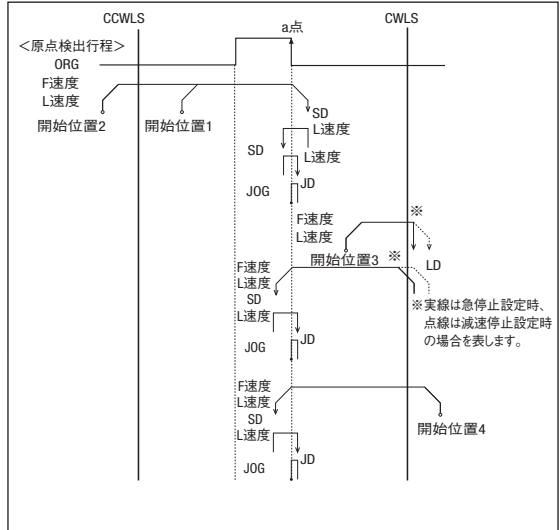 CCWLS
CWLS
a点
<原点検出行程>
ORG
F速度
L速度
SD
開始位置2
開始位置1
L速度
SD
L速度
JOG
JD
F速度
L速度
※
開始位置3
※
LD
F速度
L速度
SD
※実線は急停止設定時、
点線は減速停止設定時
の場合を表します。
L速度
JOG
JD
F速度
L速度
SD
開始位置4
L速度
JOG
JD